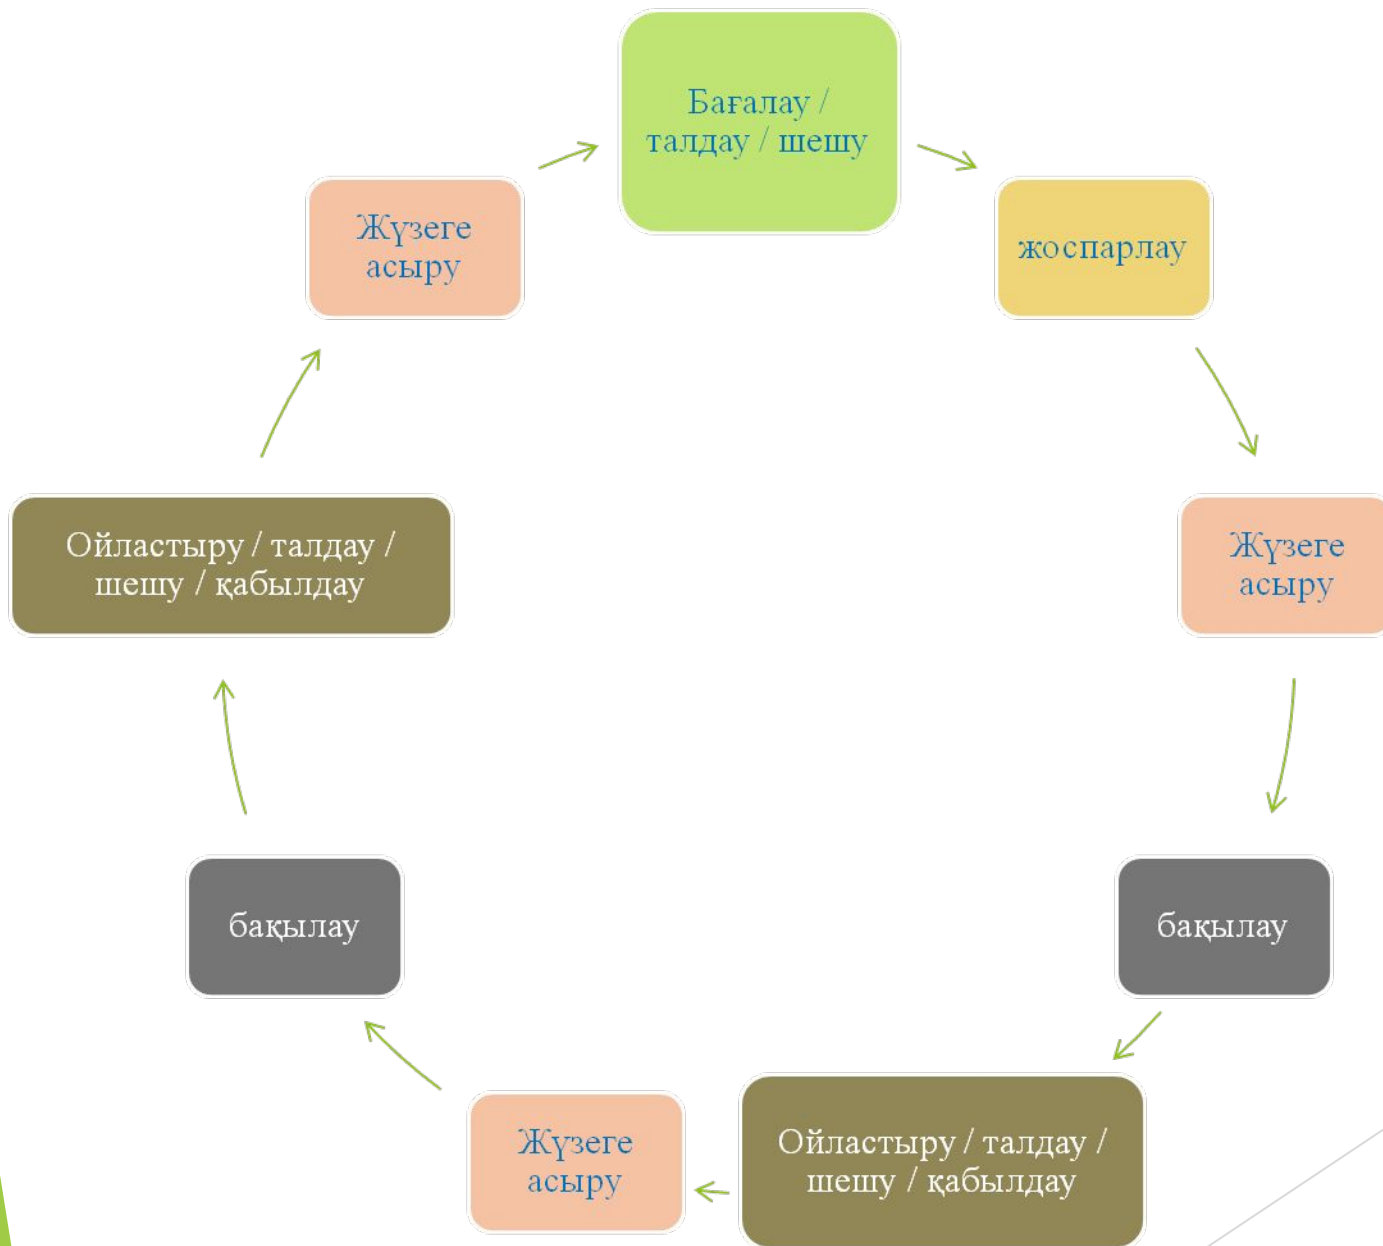 Бағалау /
талдау / шешу
жоспарлау
Жүзеге
асыру
бақылау
Ойластыру / талдау /
шешу / қабылдау
Жүзеге
асыру
бақылау
Ойластыру / талдау /
шешу / қабылдау
Жүзеге
асыру